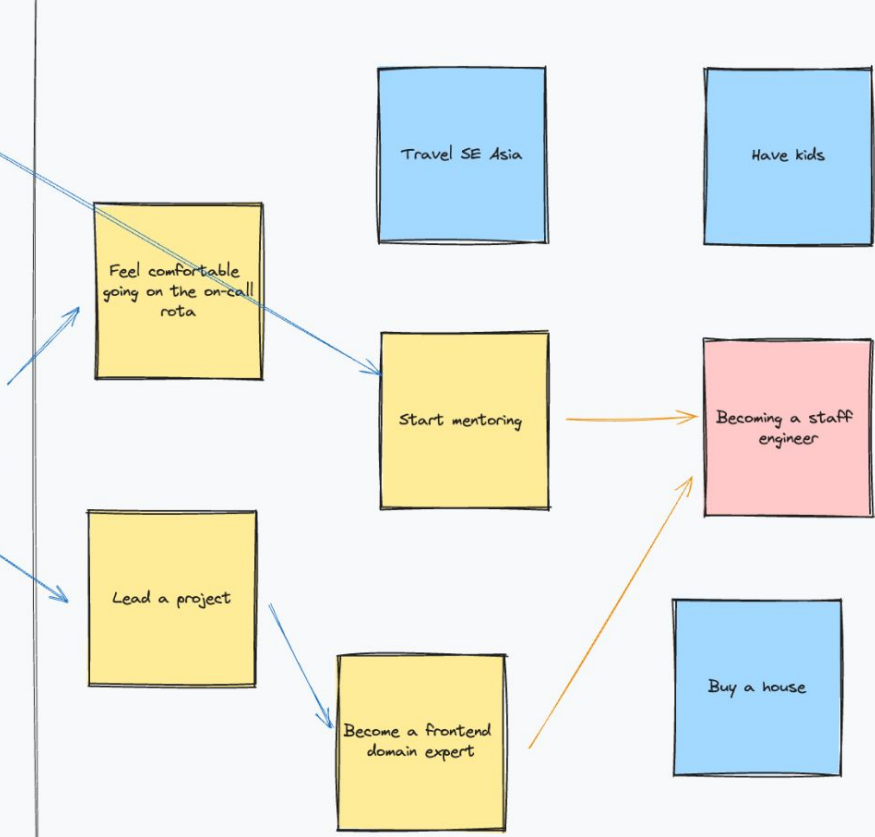 Travel SE Asia
Have kids
Feel comfortable
going on the on-call
rota
Start mentoring
Becoming a staff
engineer
Lead a project
Buy a house
Become a frontend
domain expert